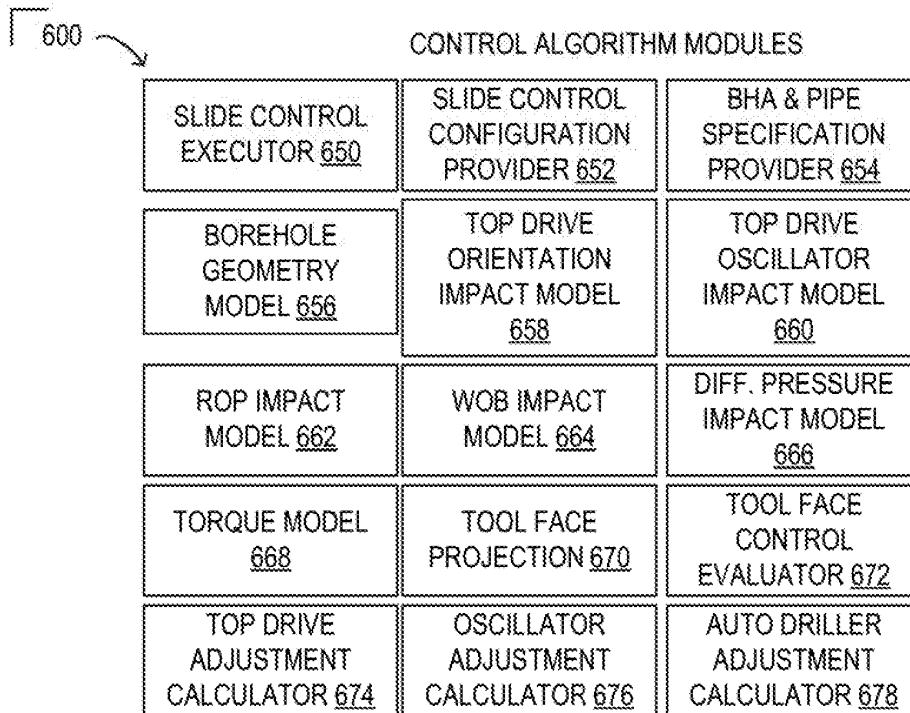 600
CONTROL ALGORITHM MODULES
SLIDE CONTROL
EXECUTOR 650
SLIDE CONTROL
CONFIGURATION
PROVIDER 652
BHA & PIPE
SPECIFICATION
PROVIDER 654
BOREHOLE
GEOMETRY
MODEL 656
TOP DRIVE
ORIENTATION
IMPACT MODEL
658
TOP DRIVE
OSCILLATOR
IMPACT MODEL
660
ROP IMPACT
MODEL 662
WOB IMPACT
MODEL 664
DIFF. PRESSURE
IMPACT MODEL
666
TORQUE MODEL
668
TOOL FACE
PROJECTION 670
TOOL FACE
CONTROL
EVALUATOR 672
TOP DRIVE
ADJUSTMENT
CALCULATOR 674
OSCILLATOR
ADJUSTMENT
CALCULATOR 676
AUTO DRILLER
ADJUSTMENT
CALCULATOR 678